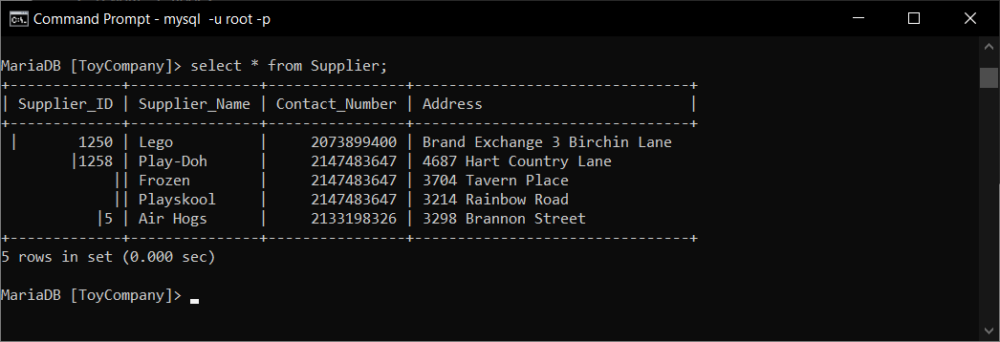 Command Prompt - mysql -u root -p
MariaDB [ToyCompany]> select * from Supplier;
+-------------+---------------+----------------+--------------------------------+
| Supplier_ID | Supplier_Name | Contact_Number | Address                        |
+-------------+---------------+----------------+--------------------------------+
 |       1250 | Lego          |     2073899400 | Brand Exchange 3 Birchin Lane
        |1258 | Play-Doh      |     2147483647 | 4687 Hart Country Lane
             || Frozen        |     2147483647 | 3704 Tavern Place
             || Playskool     |     2147483647 | 3214 Rainbow Road
           |5 | Air Hogs      |     2133198326 | 3298 Brannon Street
+-------------+---------------+----------------+--------------------------------+
5 rows in set (0.000 sec)
MariaDB [ToyCompany]>